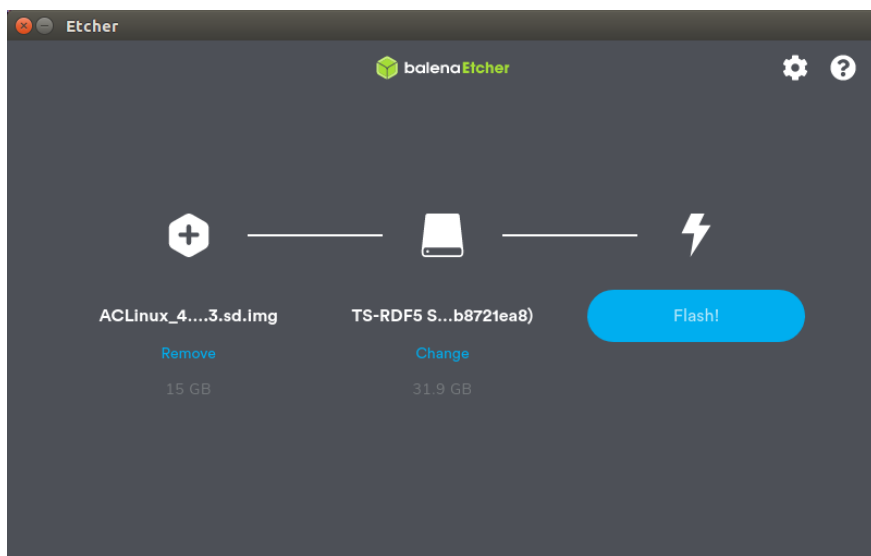 Etcher
balenaEtcher
ACLinux_4....3.sd.img
TS-RDF5 S...b8721ea8)
Flash!
Remove
Change
15 GB
31.9 GB